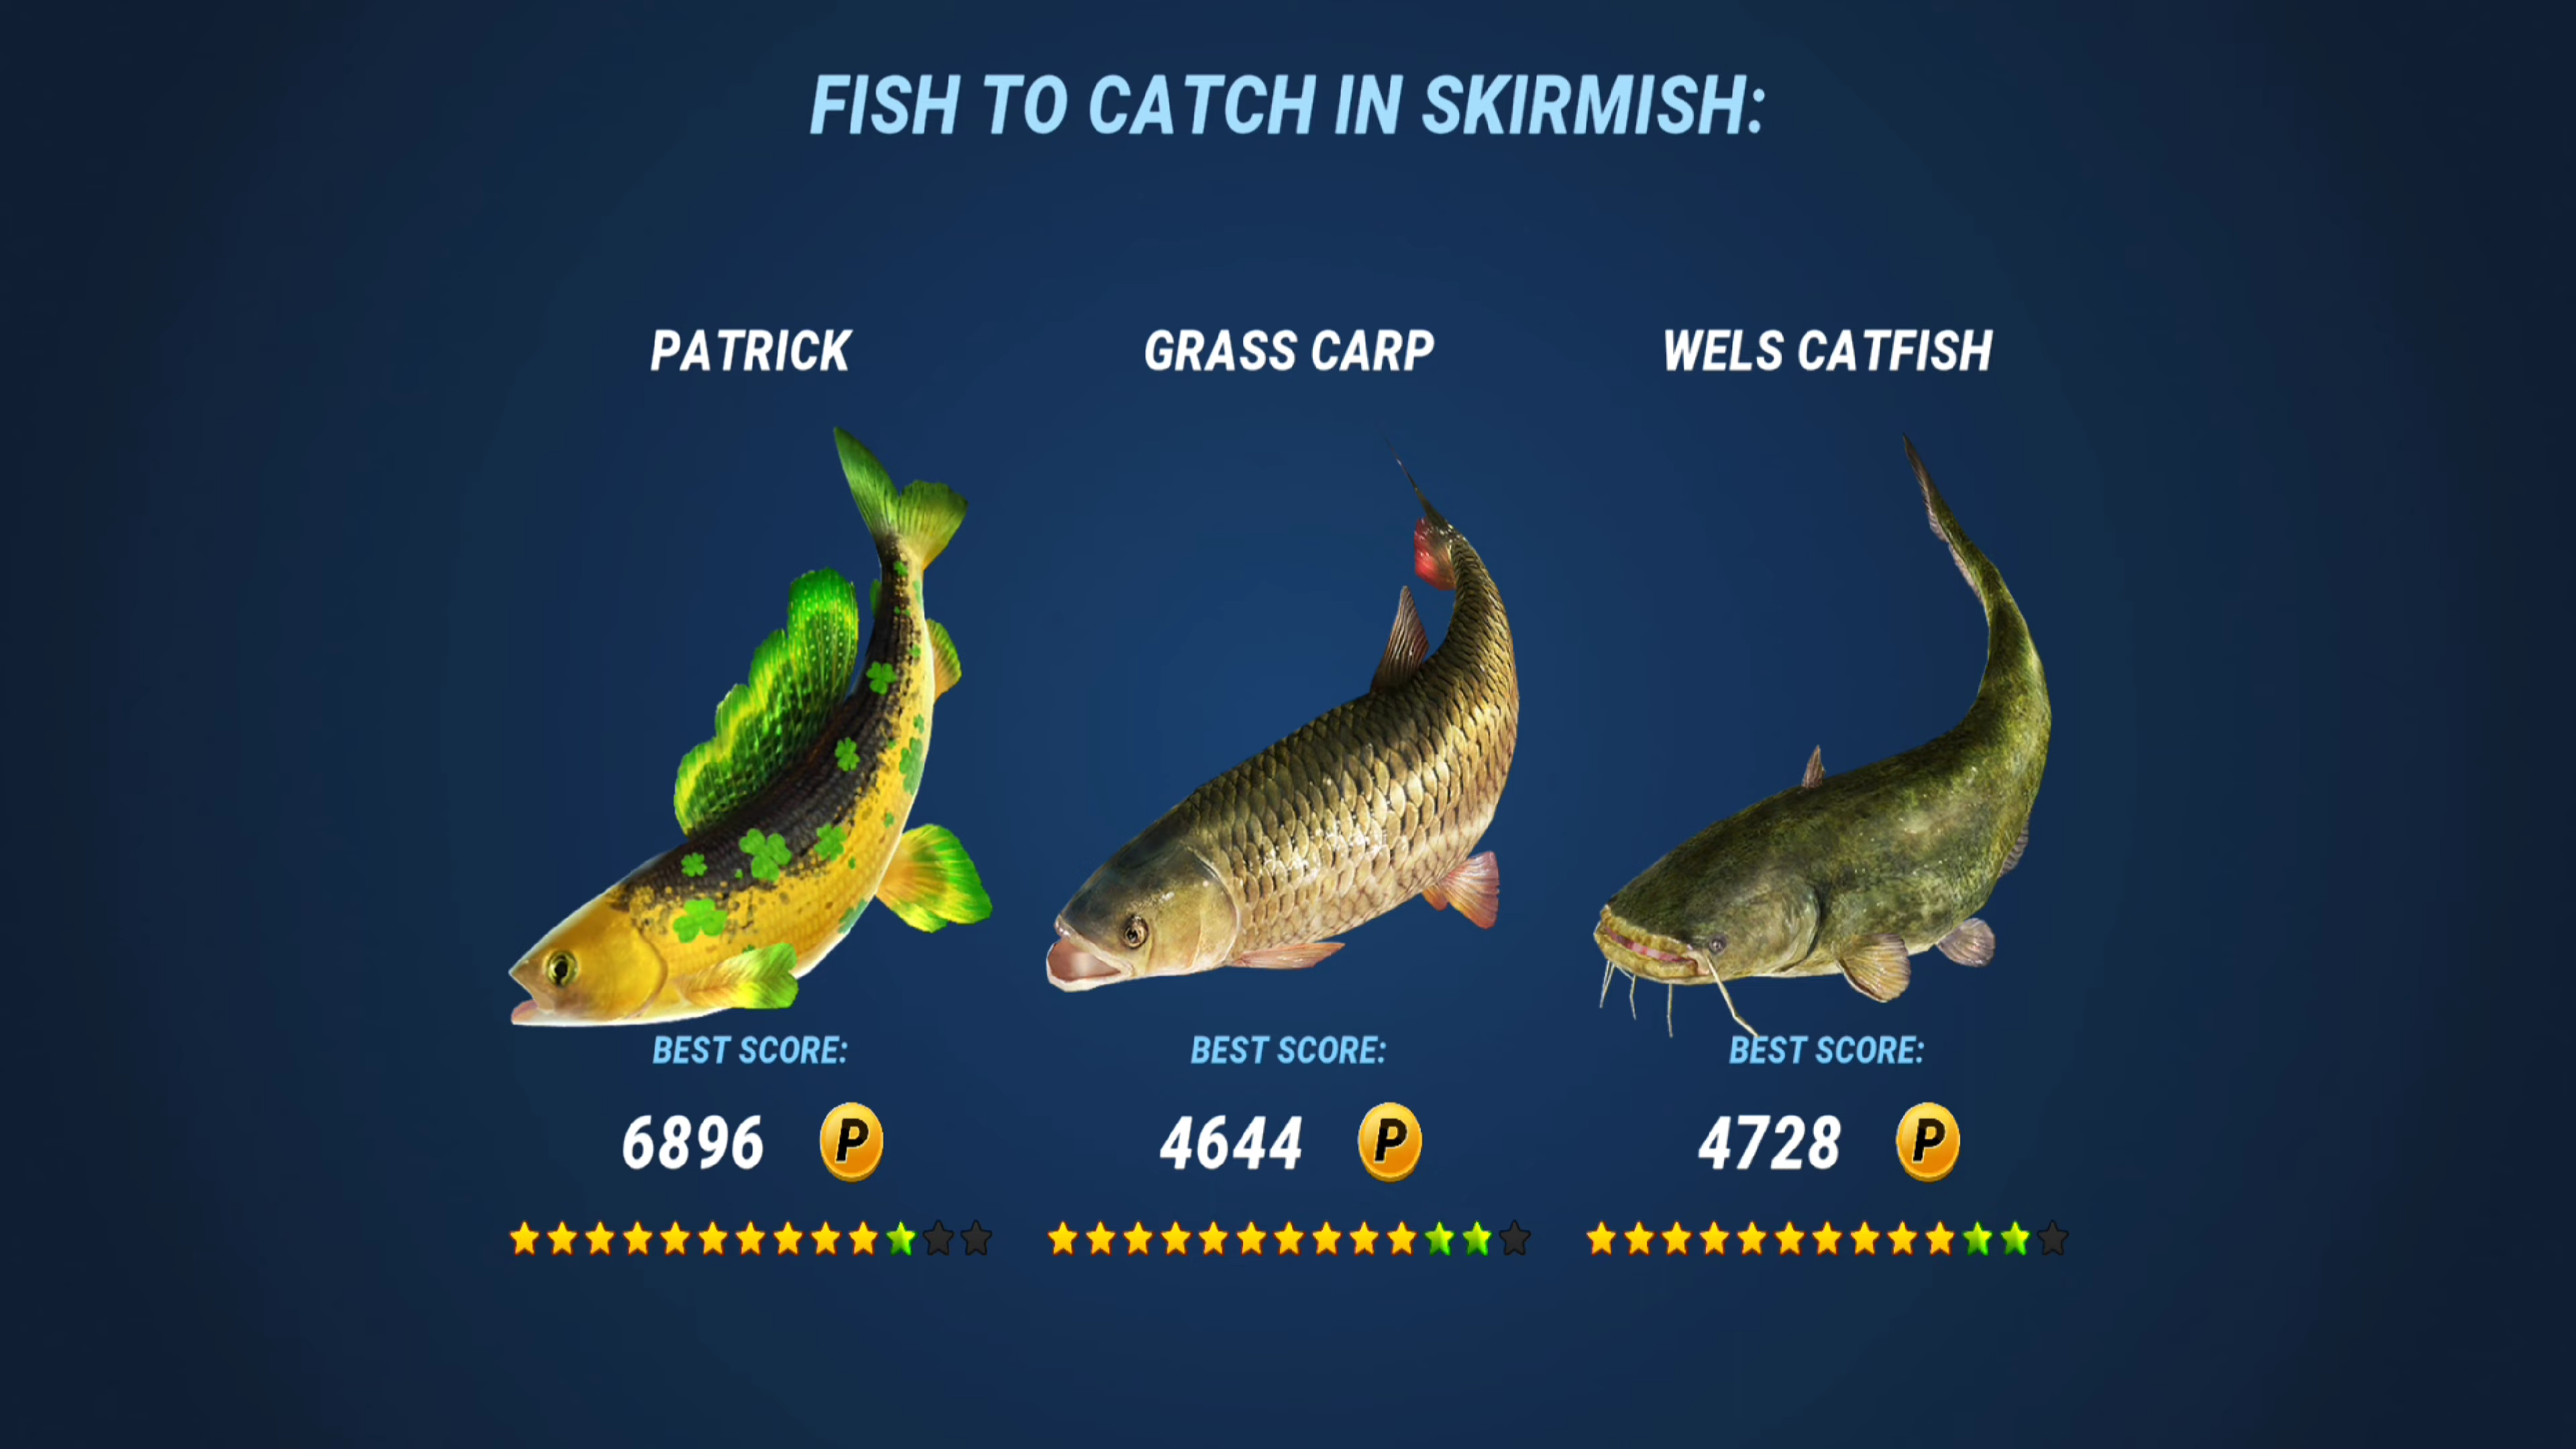 FISH TO CATCH IN SKIRMISH:
PATRICK
GRASS CARP
WELS CATFISH
BEST SCORE:
BEST SCORE:
BEST SCORE:
6896 P
4644 P
4728 P